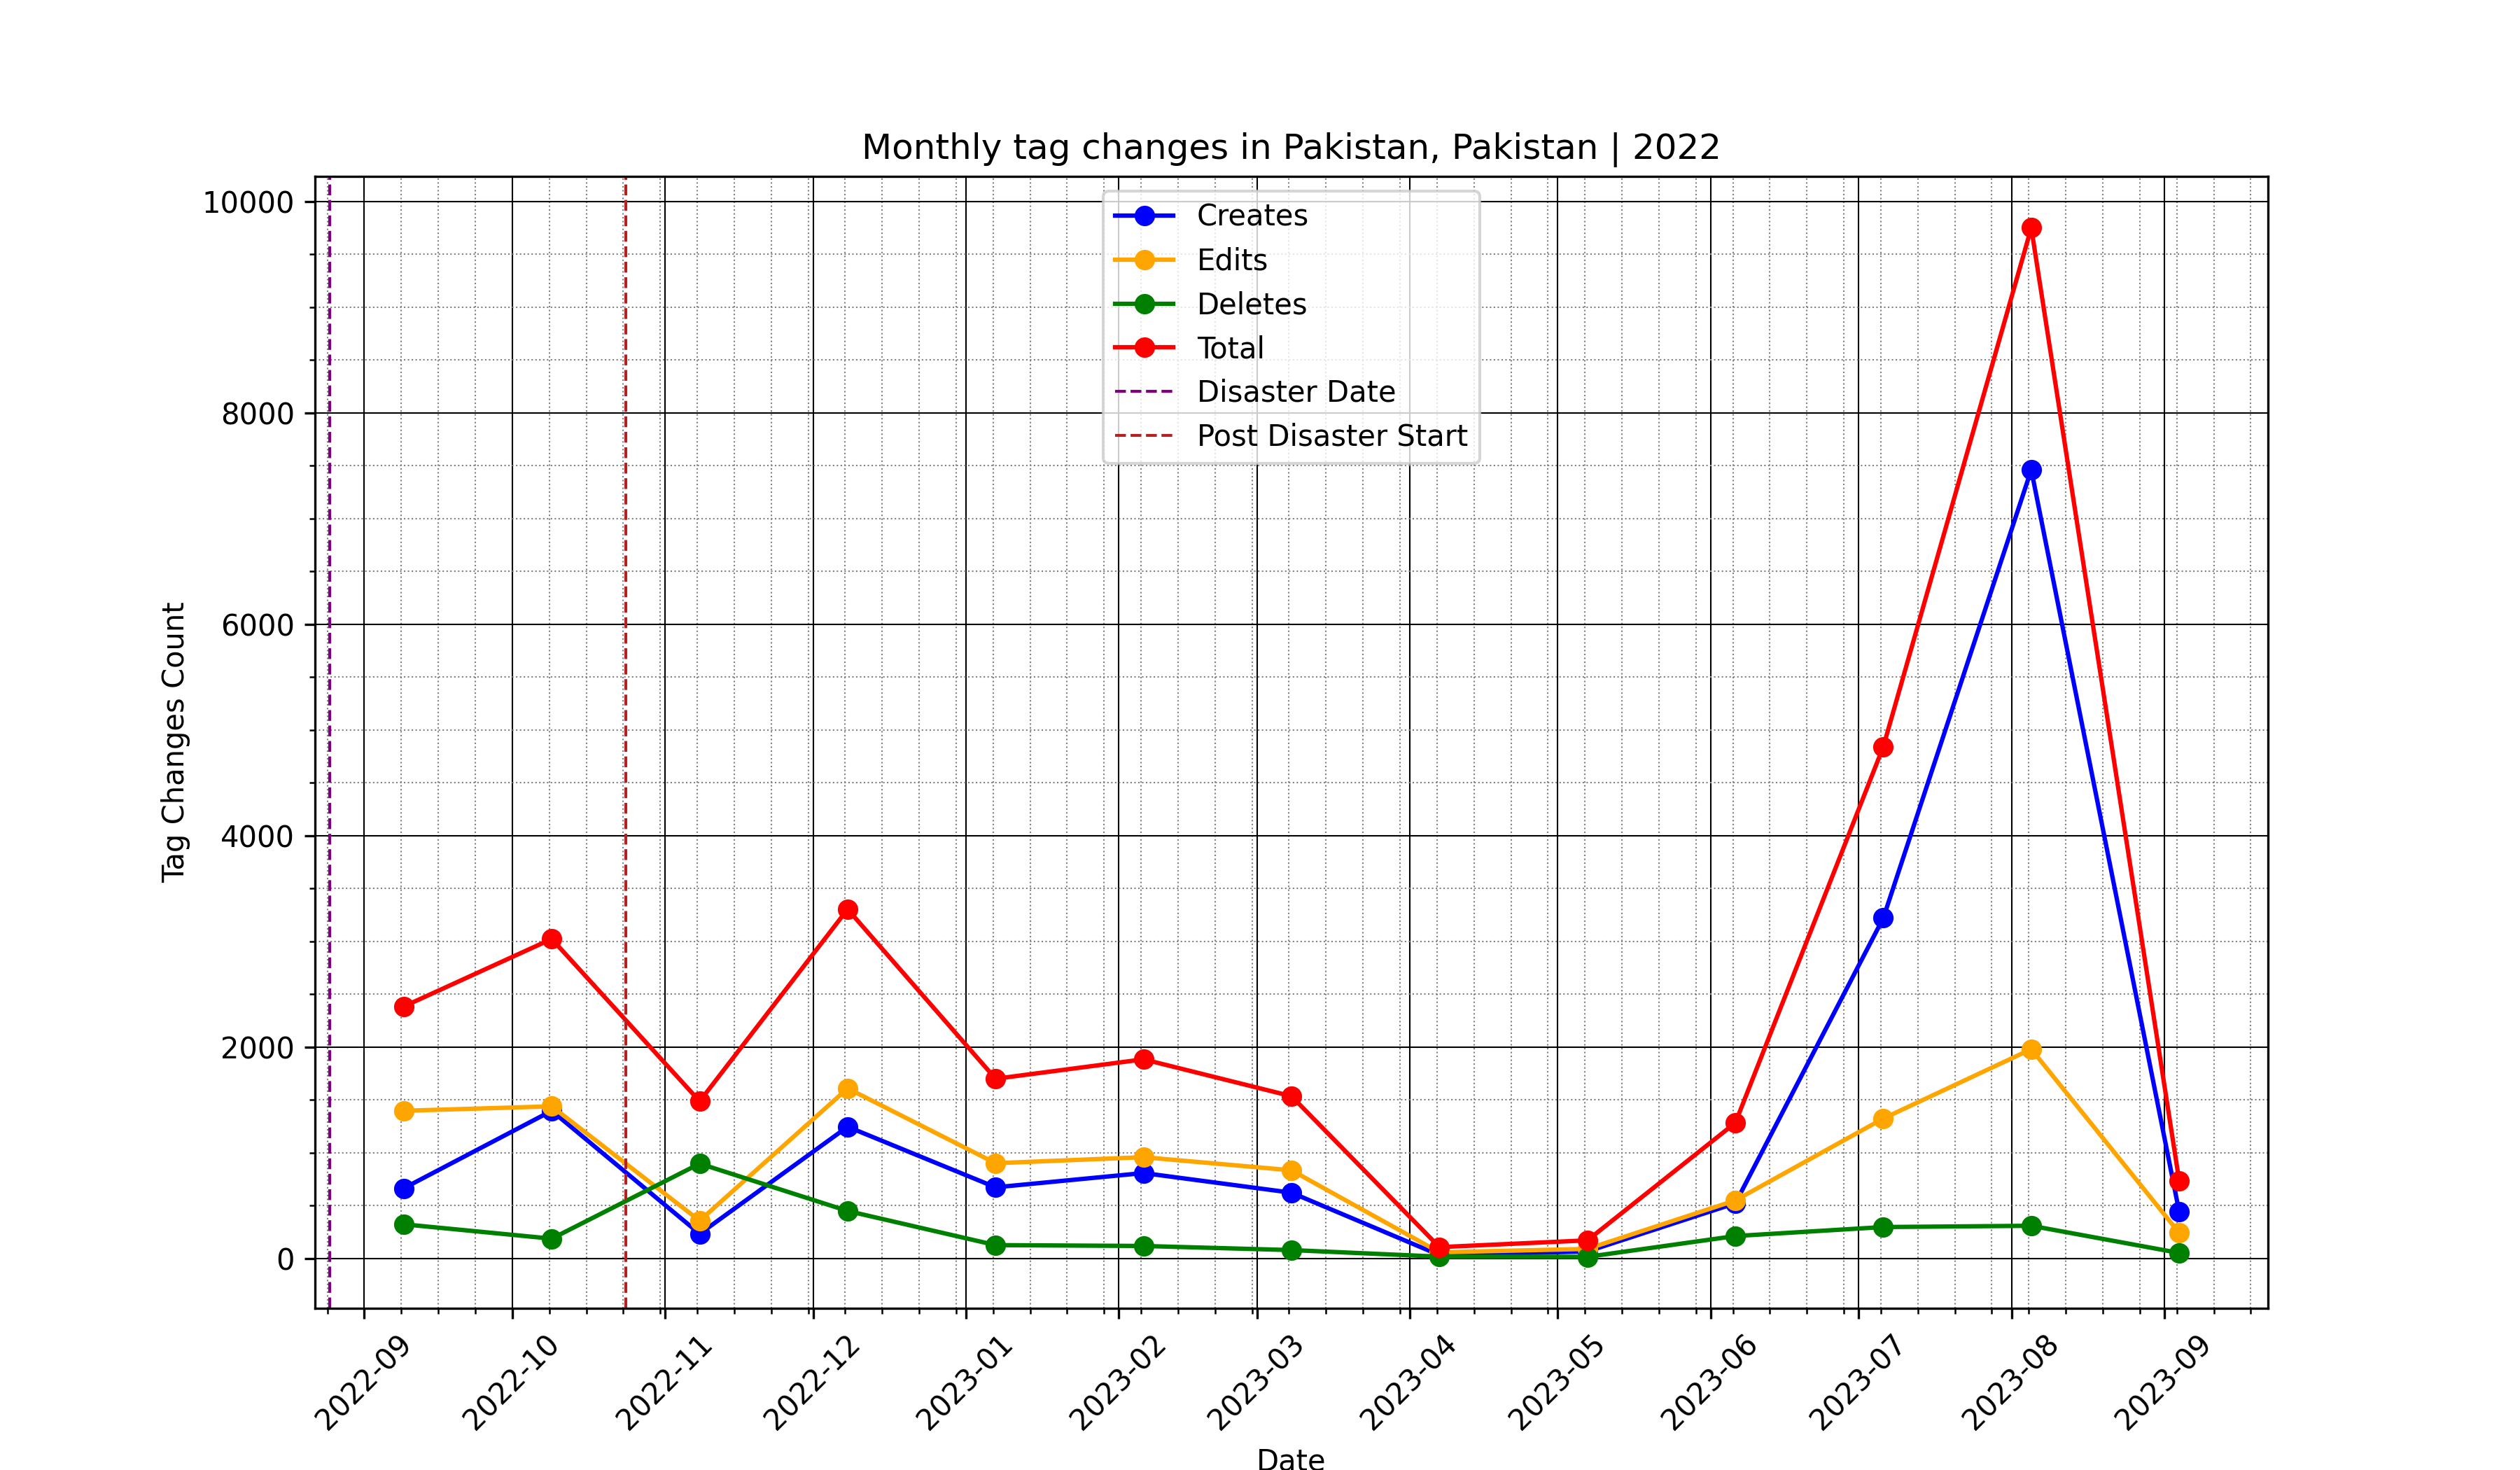 Monthly tag changes in Pakistan, Pakistan | 2022
10000
8000
6000
4000
2000
0
Tag Changes Count
Creates
Edits
Deletes
Total
Disaster Date
Post Disaster Start
2022-09
2022-10
2022-11
2022-12
2023-01
2023-02
2023-03
2023-04
2023-05
2023-06
2023-07
2023-08
2023-09
Date